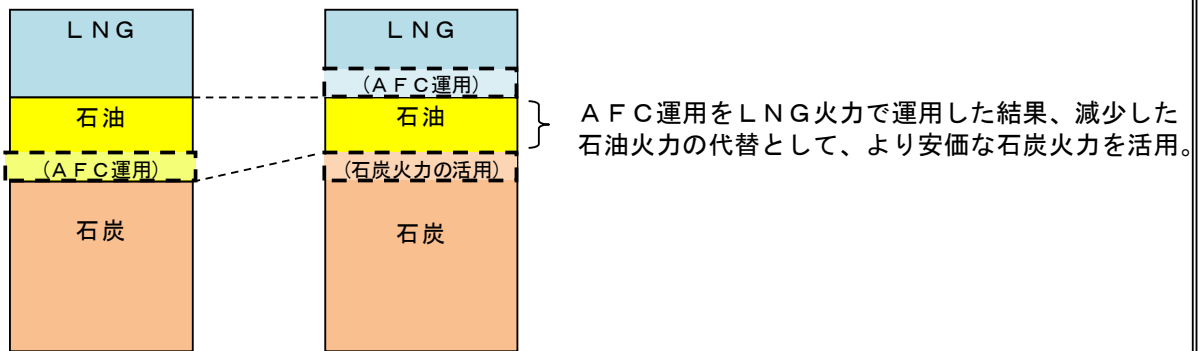 ＬＮＧ
石油
（ＡＦＣ運用）
石炭
ＬＮＧ
（ＡＦＣ運用）
石油
（石炭火力の活用）
石炭
ＡＦＣ運用をＬＮＧ火力で運用した結果、減少した
石油火力の代替として、より安価な石炭火力を活用。